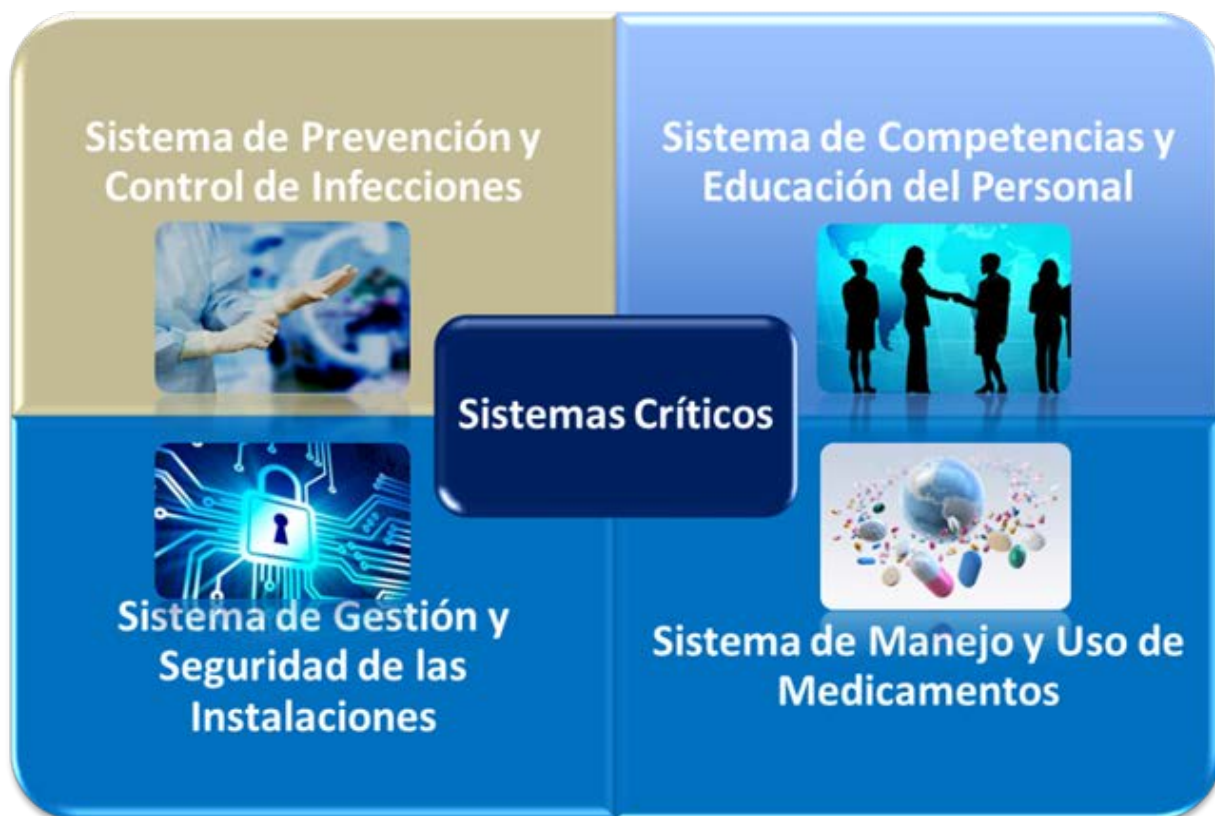 Sistema de Prevención y
Control de Infecciones
Sistema de Competencias y
Educación del Personal
Sistemas Críticos
Sistema de Gestión y
Seguridad de las
Instalaciones
Sistema de Manejo y Uso de
Medicamentos